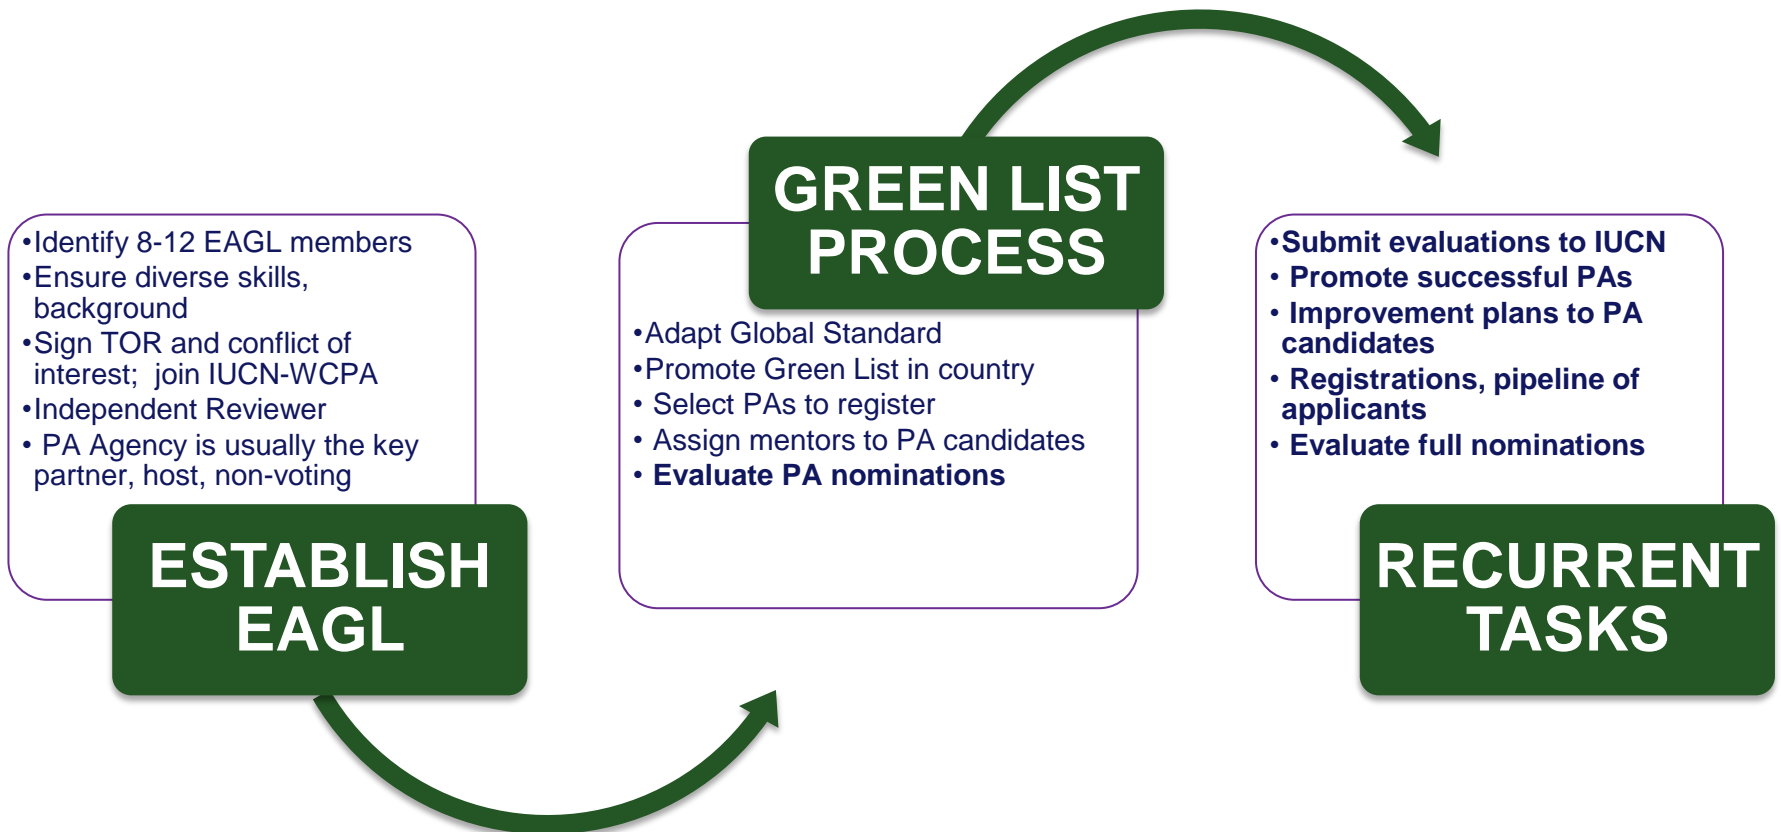 •Identify 8-12 EAGL members
•Ensure diverse skills,
background
•Sign TOR and conflict of
interest;  join IUCN-WCPA
•Independent Reviewer
• PA Agency is usually the key
partner, host, non-voting
ESTABLISH
EAGL
GREEN LIST
PROCESS
•Adapt Global Standard
•Promote Green List in country
• Select PAs to register
• Assign mentors to PA candidates
• Evaluate PA nominations
•Submit evaluations to IUCN
• Promote successful PAs
• Improvement plans to PA
candidates
• Registrations, pipeline of
applicants
• Evaluate full nominations
RECURRENT
TASKS